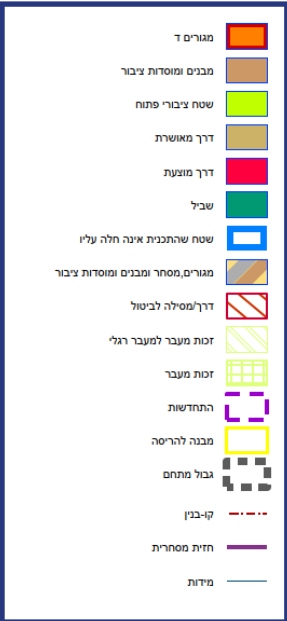 מגורים ד
מבנים ומוסדות ציבור
שטח ציבורי פתוח
דרך מאושרת
דרך מוצעת
שביל
שטח שהתכנית אינה חלה עליו
מגורים,מסחר ומבנים ומוסדות ציבור
דרך/מסילה לביטול
זכות מעבר למעבר רגלי
זכות מעבר
התחדשות
מבנה להריסה
גבול מתחם
קו-בנין
חזית מסחרית
מידות